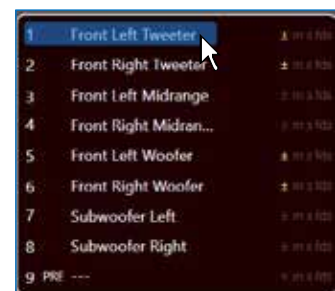 1 Front Left Tweeter ±
2 Front Right Tweeter ±
3 Front Left Midrange
4 Front Right Midran...
5 Front Left Woofer ±
6 Front Right Woofer ±
7 Subwoofer Left
8 Subwoofer Right
9 PRE ---